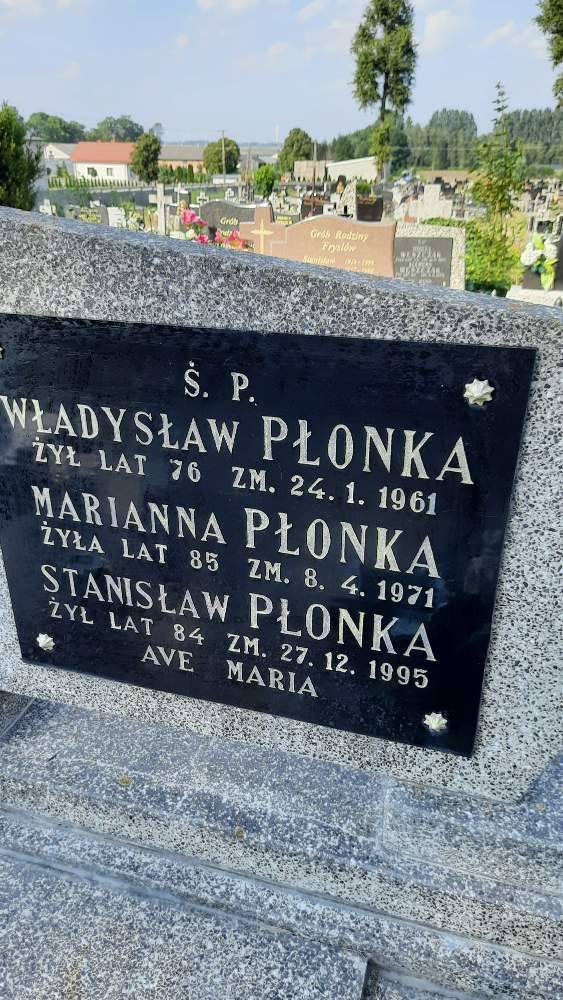 Grób Rodziny
Frysiów
Stanisław
Ś. P.
WŁADYSŁAW PŁONKA
ŻYŁ LAT 76 ZM. 24. 1. 1961
MARIANNA PŁONKA
ŻYŁA LAT 85 ZM. 8. 4. 1971
STANISŁAW PŁONKA
ŻYŁ LAT 84 ZM. 27. 12. 1995
AVE MARIA